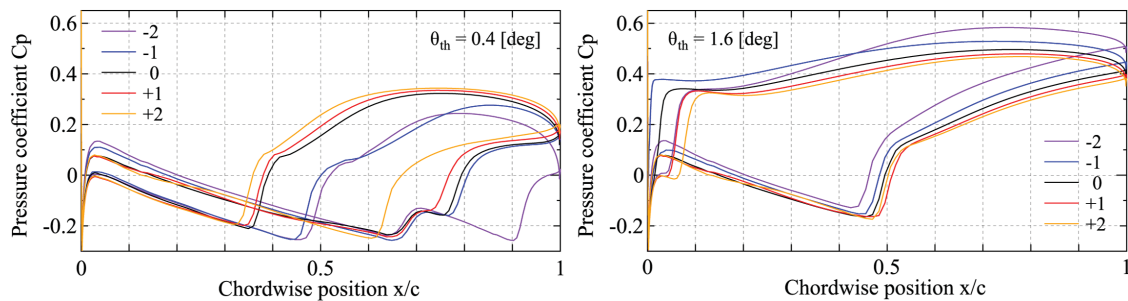 Pressure coefficient Cp
0.6
0.4
0.2
0
-0.2
-2
-1
0
+1
+2
θth = 0.4 [deg]
0 0.5 1
Chordwise position x/c
Pressure coefficient Cp
0.6
0.4
0.2
0
-0.2
θth = 1.6 [deg]
-2
-1
0
+1
+2
0 0.5 1
Chordwise position x/c